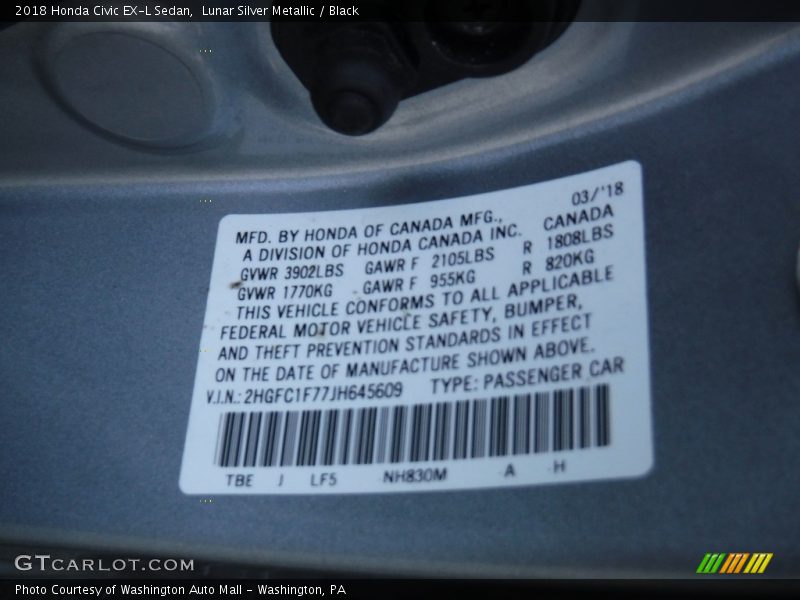 2018 Honda Civic EX-L Sedan,  Lunar Silver Metallic / Black
03/'18
MFD. BY HONDA OF CANADA MFG.,
A DIVISION OF HONDA CANADA INC. CANADA
GVWR 3902LBS GAWR F 2105LBS R 1808LBS
GVWR 1770KG GAWR F 955KG R 820KG
THIS VEHICLE CONFORMS TO ALL APPLICABLE
FEDERAL MOTOR VEHICLE SAFETY, BUMPER,
AND THEFT PREVENTION STANDARDS IN EFFECT
ON THE DATE OF MANUFACTURE SHOWN ABOVE.
V.I.N.: 2HGFC1F77JH645609 TYPE: PASSENGER CAR
TBE J LF5 NH830M A H
GTCARLOT.COM
Photo Courtesy of Washington Auto Mall - Washington, PA